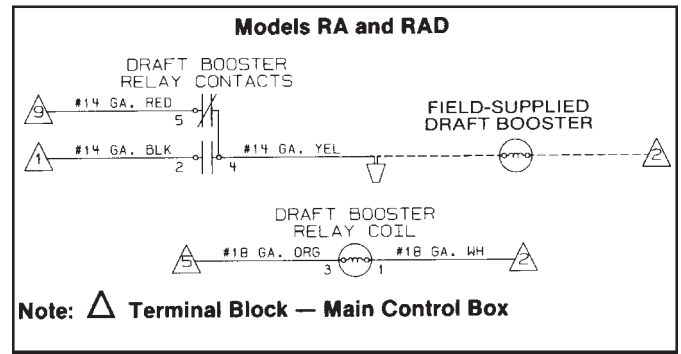 Models RA and RAD
DRAFT BOOSTER
RELAY CONTACTS
9 #14 GA. RED 5
FIELD-SUPPLIED
DRAFT BOOSTER
1 #14 GA. BLK 2 4 #14 GA. YEL 2
DRAFT BOOSTER
RELAY COIL
5 #18 GA. ORG 3 1 #18 GA. WH 2
Note: △ Terminal Block — Main Control Box